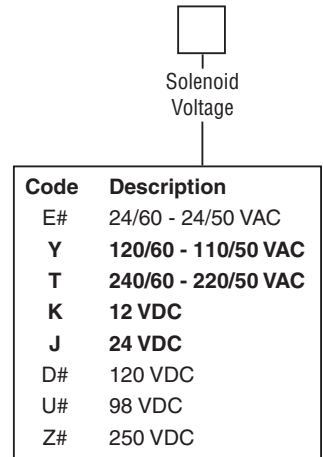 Solenoid
Voltage
Code Description
E# 24/60 - 24/50 VAC
Y 120/60 - 110/50 VAC
T 240/60 - 220/50 VAC
K 12 VDC
J 24 VDC
D# 120 VDC
U# 98 VDC
Z# 250 VDC